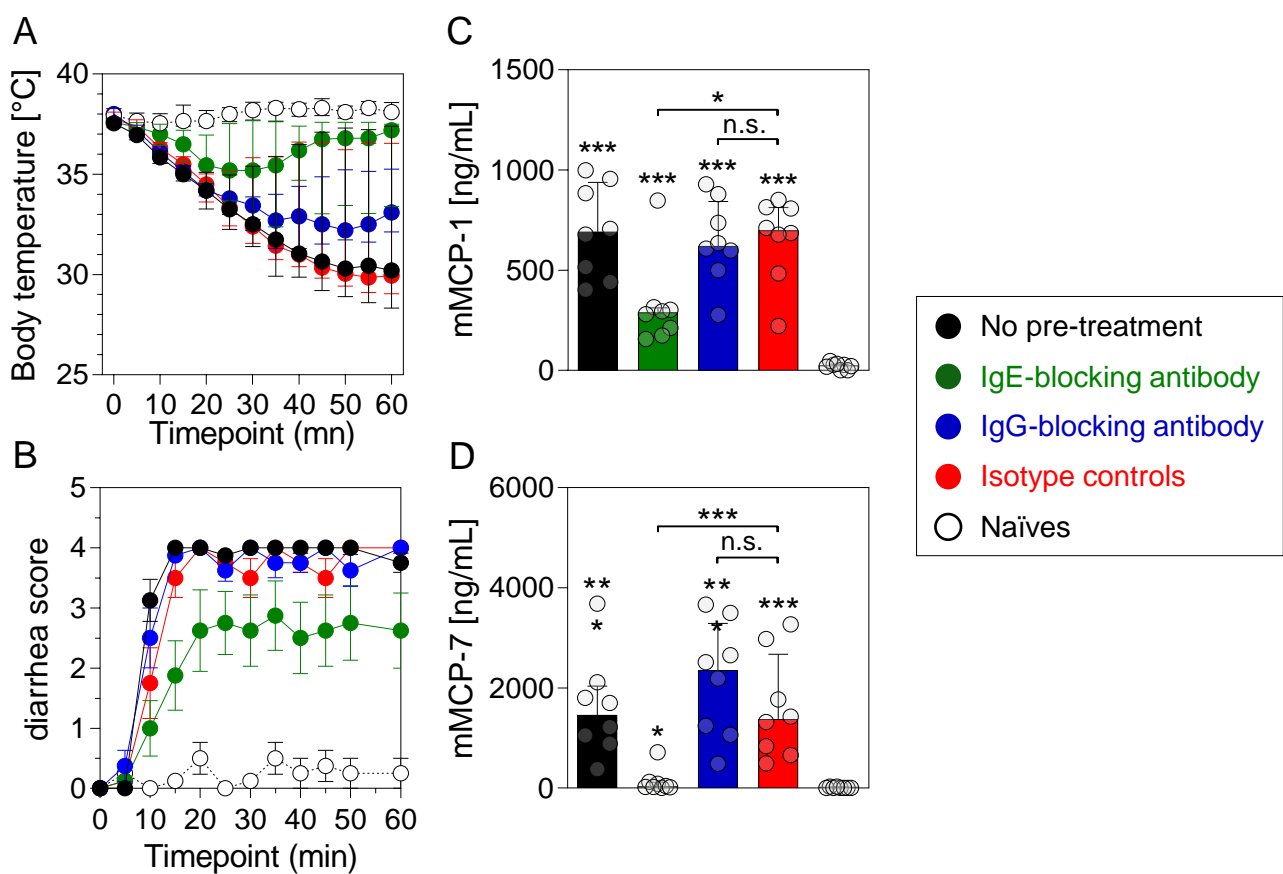 A
Body temperature [°C]
40
35
30
25
0 10 20 30 40 50 60
Timepoint (mn)
B
diarrhea score
5
4
3
2
1
0
0 10 20 30 40 50 60
Timepoint (min)
C
mMCP-1 [ng/mL]
1500
1000
500
0
*
n.s.
*** *** *** ***
D
mMCP-7 [ng/mL]
6000
4000
2000
0
***
n.s.
** ** ***
* * *
No pre-treatment
IgE-blocking antibody
IgG-blocking antibody
Isotype controls
Naïves